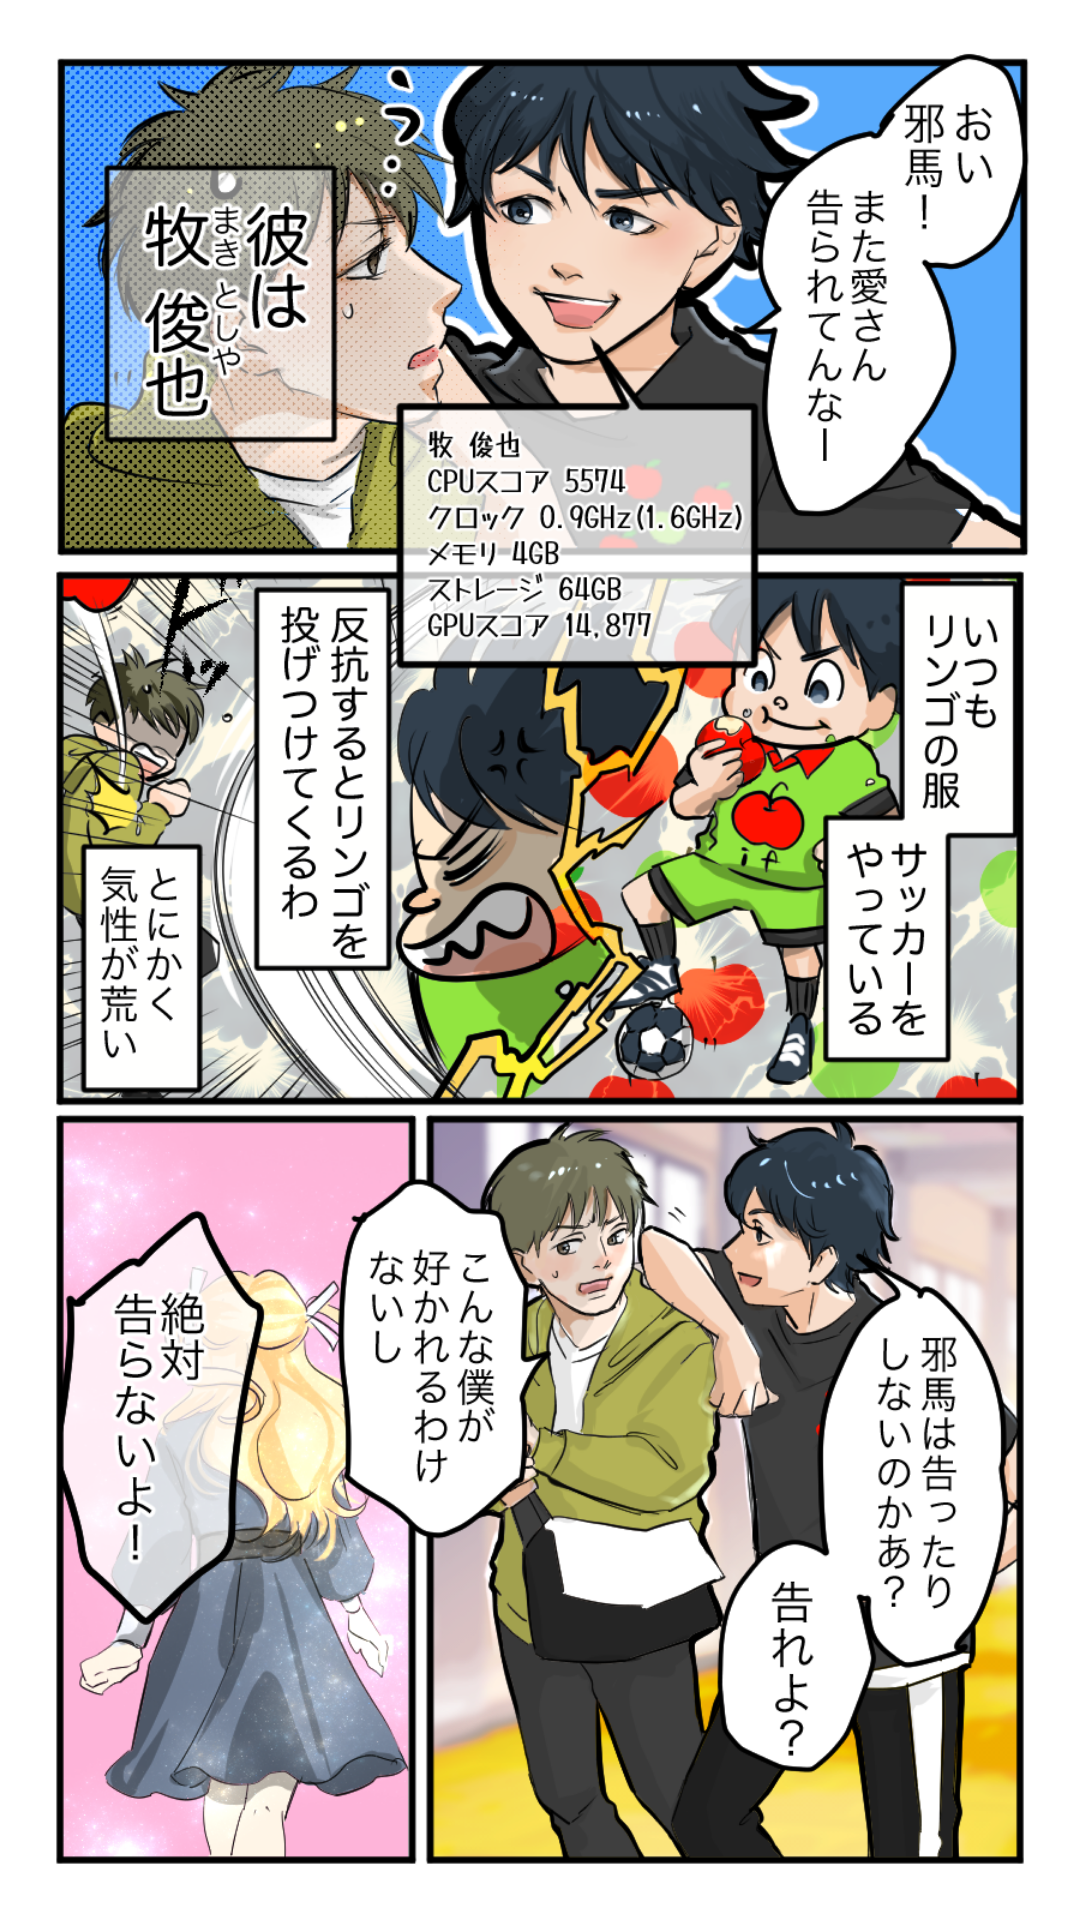 おい
邪馬!
また愛さん
告られてんなー
彼は
まき としや
牧 俊也
牧 俊也
CPUスコア 5574
クロック 0.9GHz(1.6GHz)
メモリ 4GB
ストレージ 64GB
GPUスコア 14,877
いつも
リンゴの服
サッカーを
やっている
if
反抗するとリンゴを
投げつけてくるわ
ドッ
とにかく
気性が荒い
邪馬は告ったり
しないのかあ?
告れよ?
こんな僕が
好かれるわけ
ないし
絶対
告らないよ!